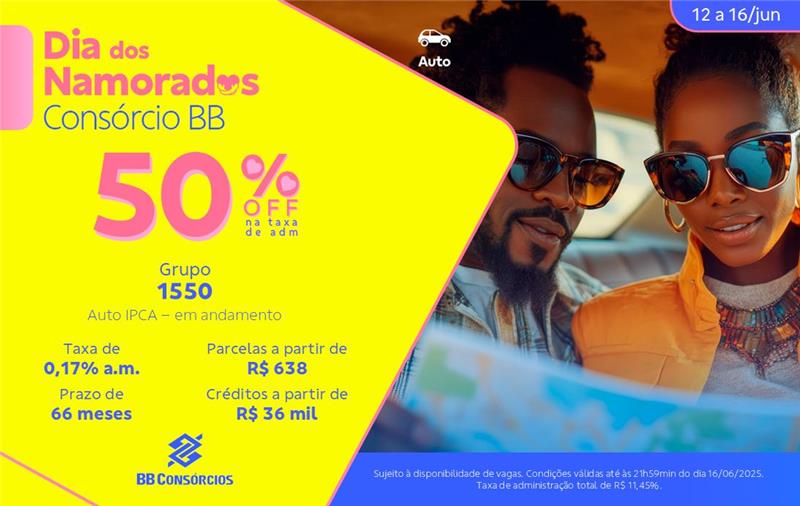 12 a 16/jun
Dia dos
Namorados
Consórcio BB
Auto
50%
OFF
na taxa
de adm
Grupo
1550
Auto IPCA – em andamento
Taxa de
0,17% a.m.
Parcelas a partir de
R$ 638
Prazo de
66 meses
Créditos a partir de
R$ 36 mil
BB CONSÓRCIOS
Sujeito à disponibilidade de vagas. Condições válidas até às 21h59min do dia 16/06/2025.
Taxa de administração total de R$ 11,45%.